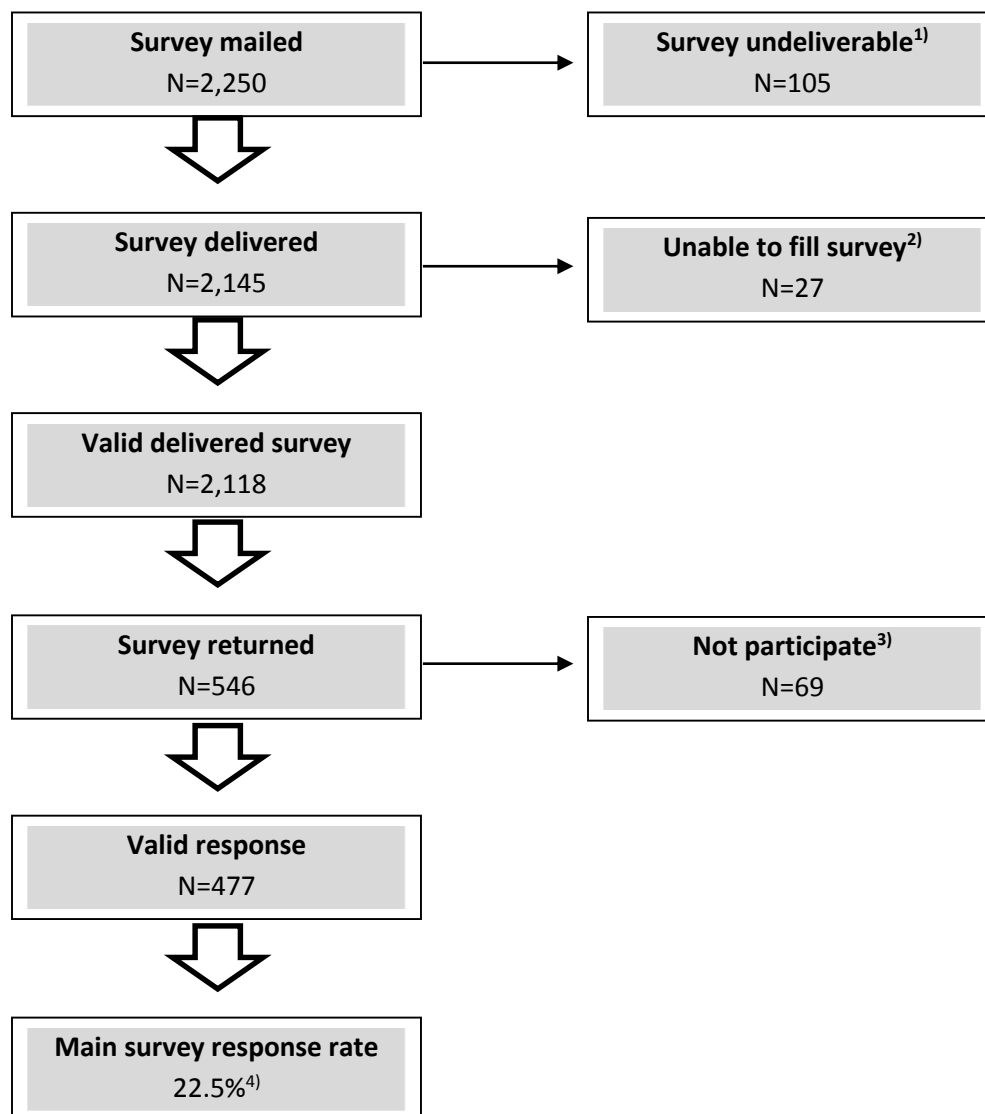 Survey mailed
N=2,250
Survey undeliverable1)
N=105
Survey delivered
N=2,145
Unable to fill survey2)
N=27
Valid delivered survey
N=2,118
Survey returned
N=546
Not participate3)
N=69
Valid response
N=477
Main survey response rate
22.5%4)